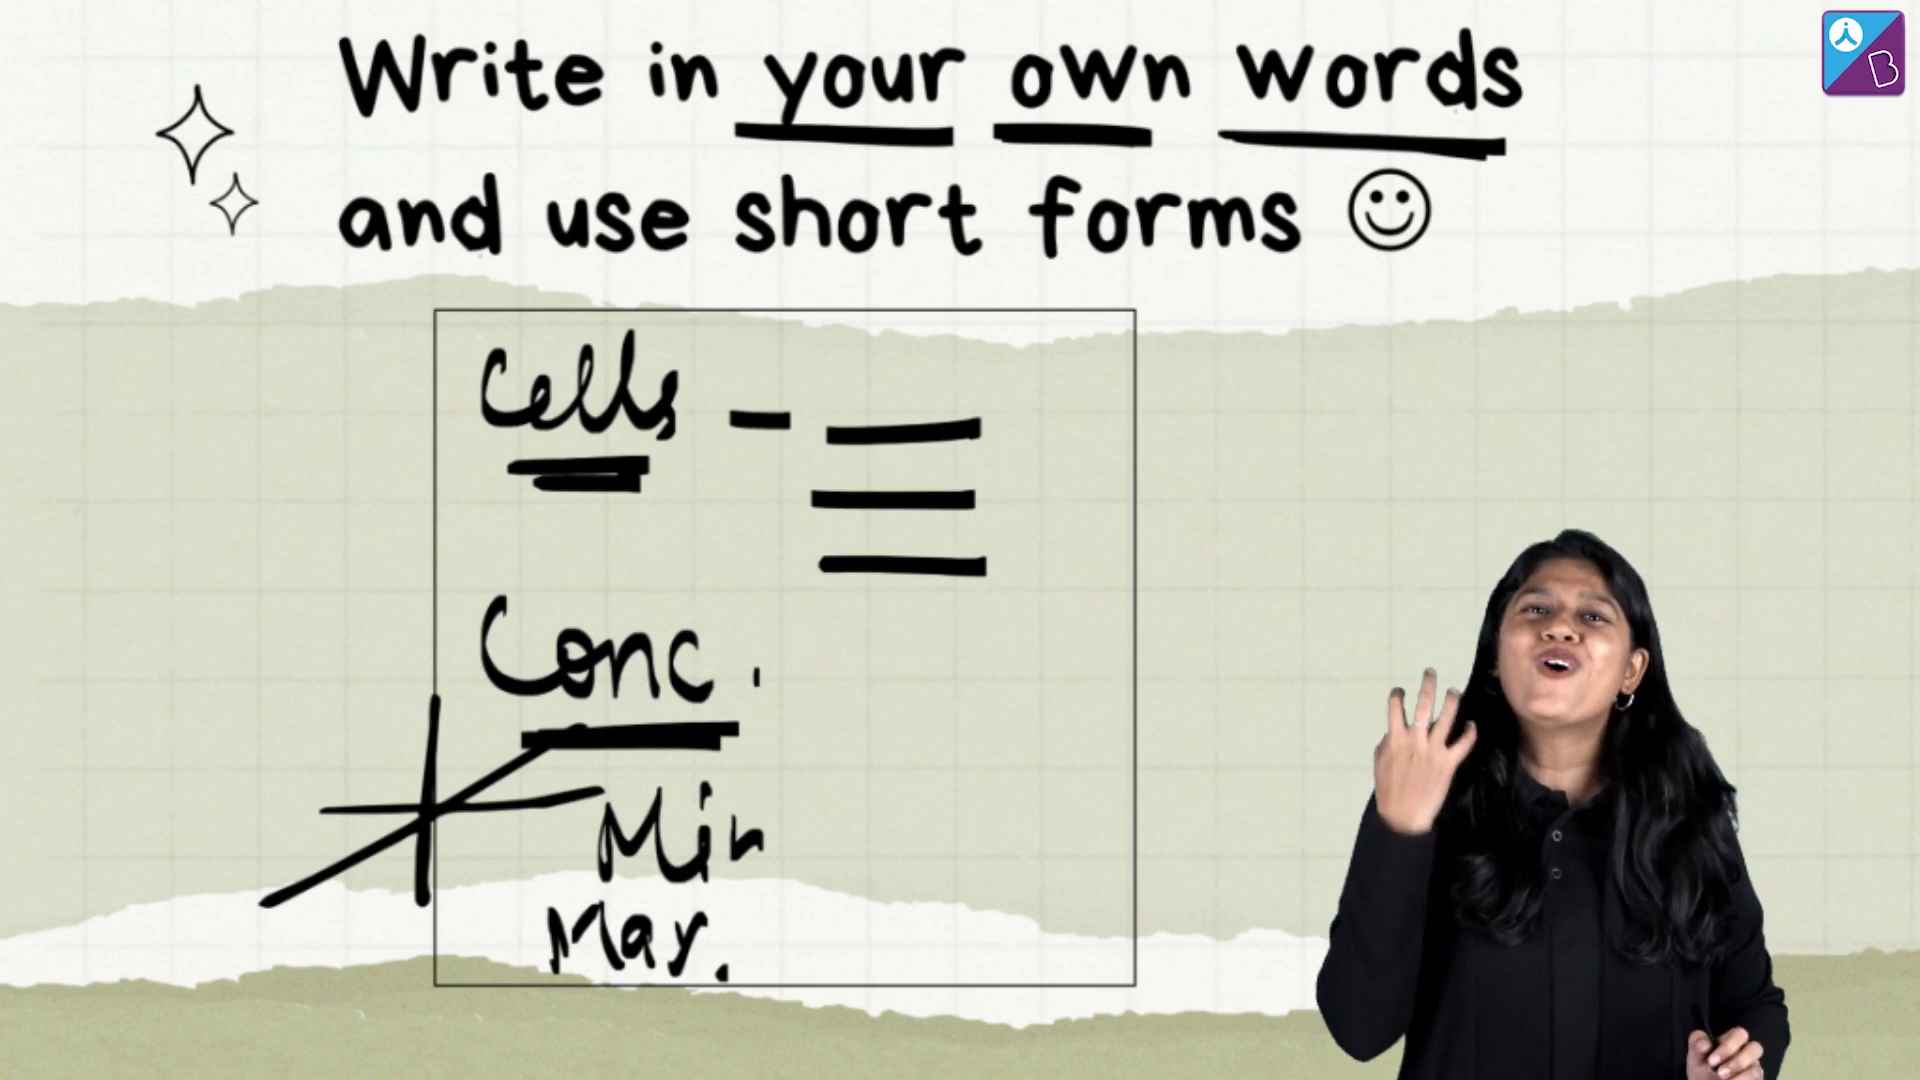 Write in your own words
and use short forms
Cells -
Conc.
Min
Max.